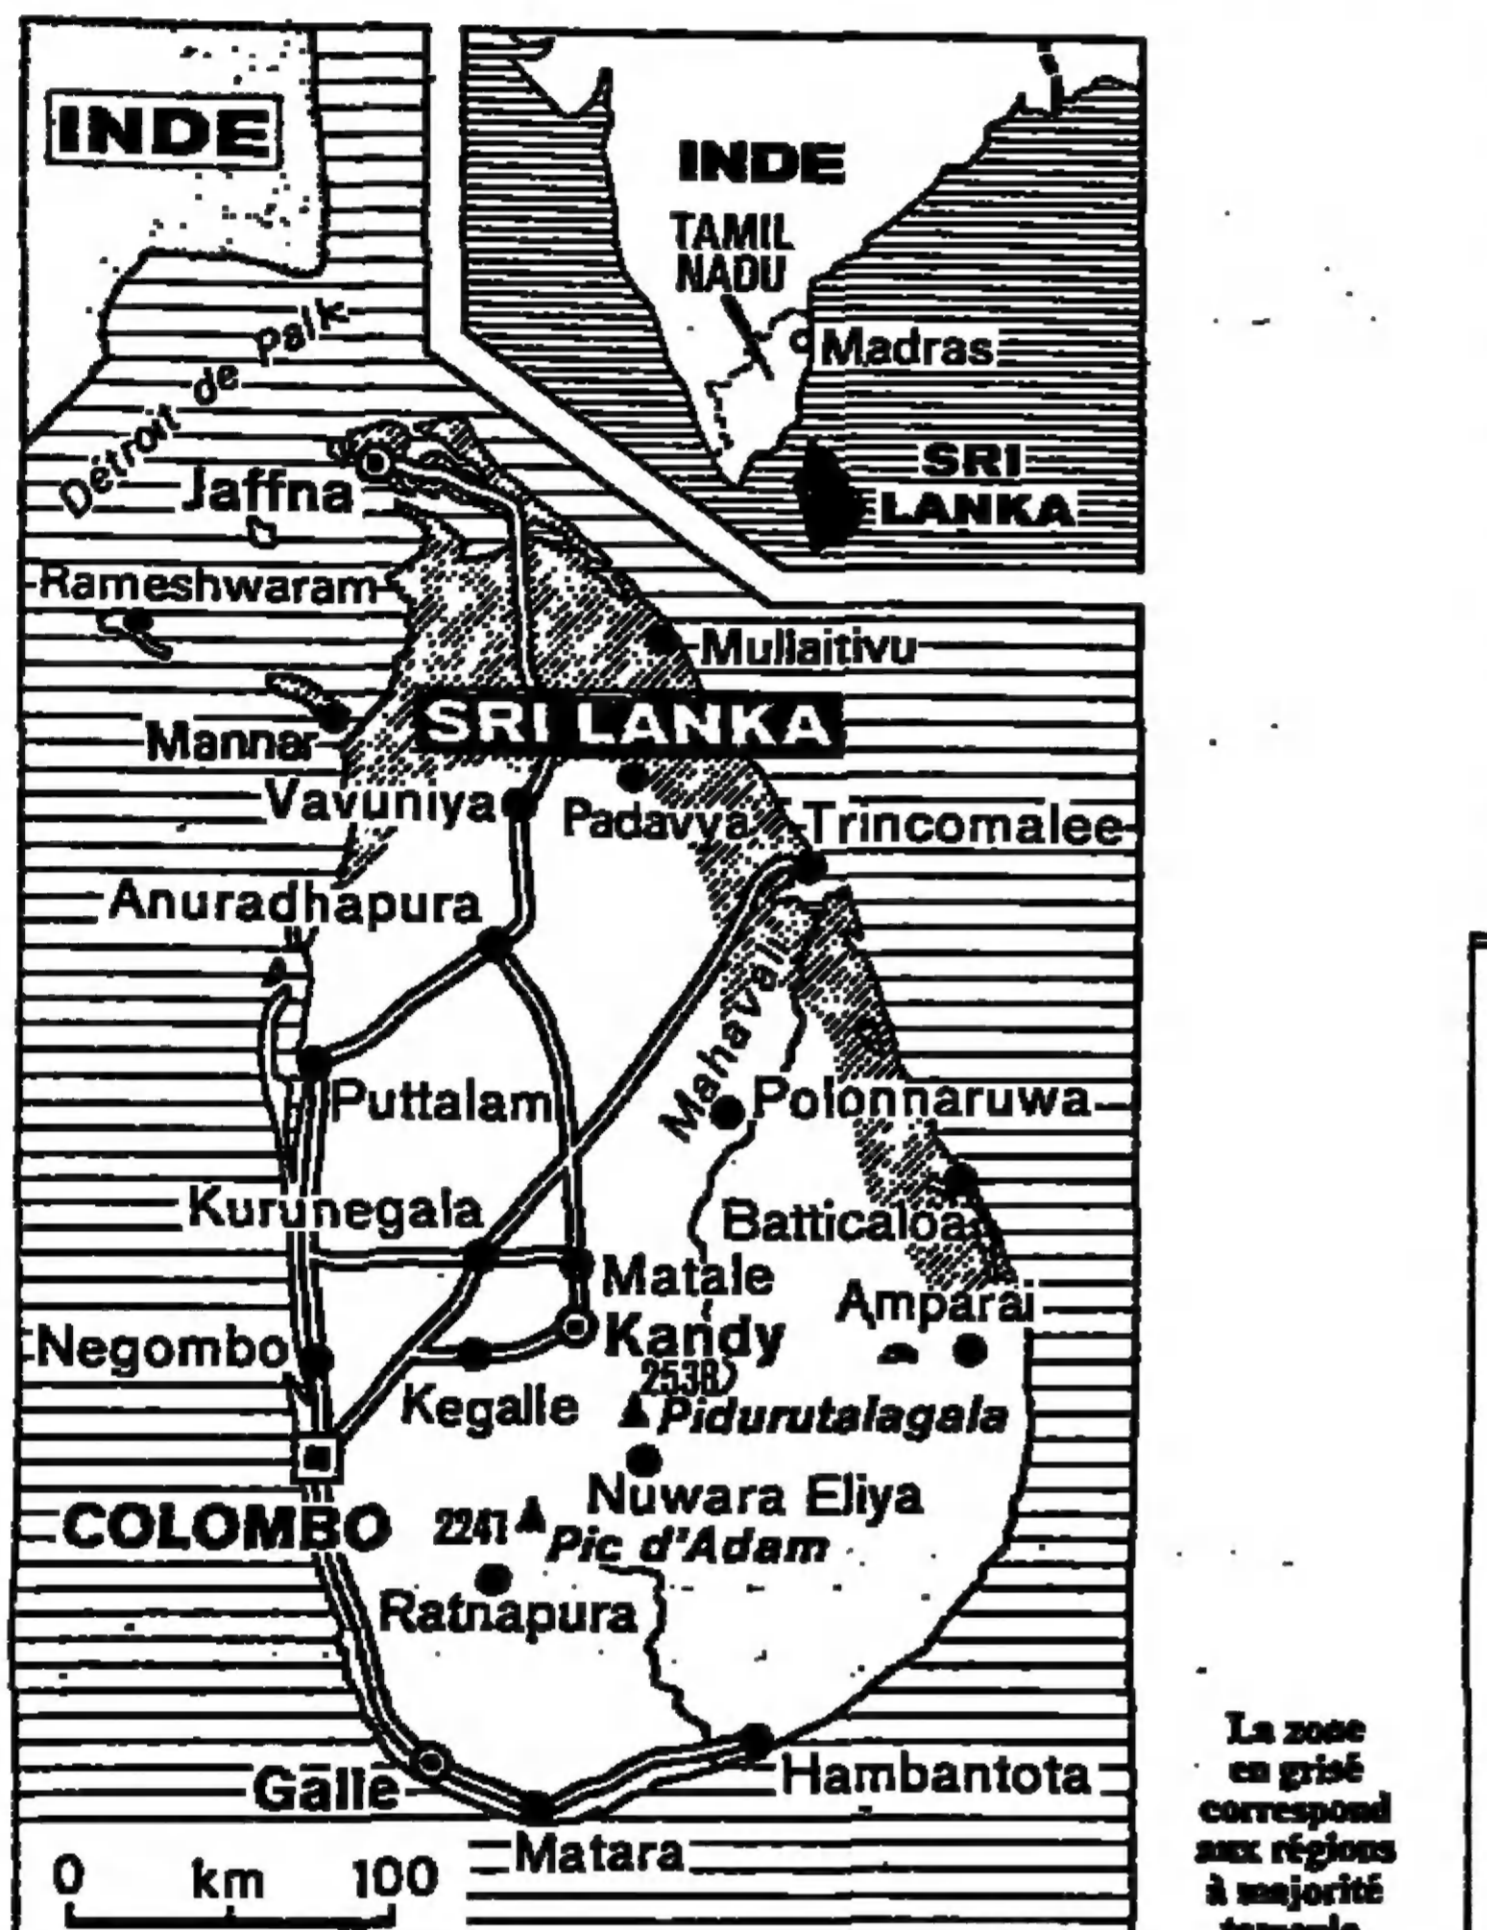 INDE
INDE
TAMIL
NADU
Madras
SRI
LANKA
Détroit de Palk
Jaffna
Rameshwaram
Mullaitivu
SRI LANKA
Mannar
Vavuniya
Padavya
Trincomalee
Anuradhapura
Mahaveli
Puttalam
Polonnaruwa
Kurunegala
Batticaloa
Matale
Amparai
Kandy
Negombo
2538
Kegalle
Pidurutalagala
Nuwara Eliya
COLOMBO
2241
Pic d'Adam
Ratnapura
Galle
Hambantota
Matara
0 km 100
La zone
en grisé
correspond
aux régions
à majorité